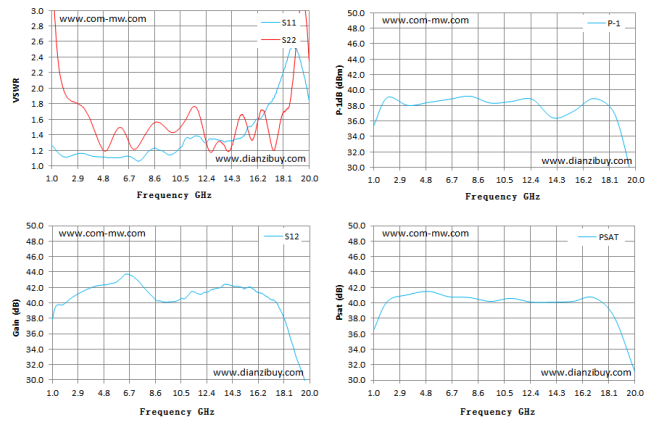 3.0
2.8
2.6
2.4
2.2
2.0
1.8
1.6
1.4
1.2
1.0
VSWR
www.com-mw.com
S11
S22
www.dianzibuy.com
1.0 2.9 4.8 6.7 8.6 10.5 12.4 14.3 16.2 18.1 20.0
Frequency GHz
50.0
48.0
46.0
44.0
42.0
40.0
38.0
36.0
34.0
32.0
30.0
P-1dB (dBm)
www.com-mw.com
P-1
www.dianzibuy.com
1.0 2.9 4.8 6.7 8.6 10.5 12.4 14.3 16.2 18.1 20.0
Frequency GHz
50.0
48.0
46.0
44.0
42.0
40.0
38.0
36.0
34.0
32.0
30.0
Gain (dB)
www.com-mw.com
S12
www.dianzibuy.com
1.0 2.9 4.8 6.7 8.6 10.5 12.4 14.3 16.2 18.1 20.0
Frequency GHz
50.0
48.0
46.0
44.0
42.0
40.0
38.0
36.0
34.0
32.0
30.0
Psat (dB)
www.com-mw.com
PSAT
www.dianzibuy.com
1.0 2.9 4.8 6.7 8.6 10.5 12.4 14.3 16.2 18.1 20.0
Frequency GHz